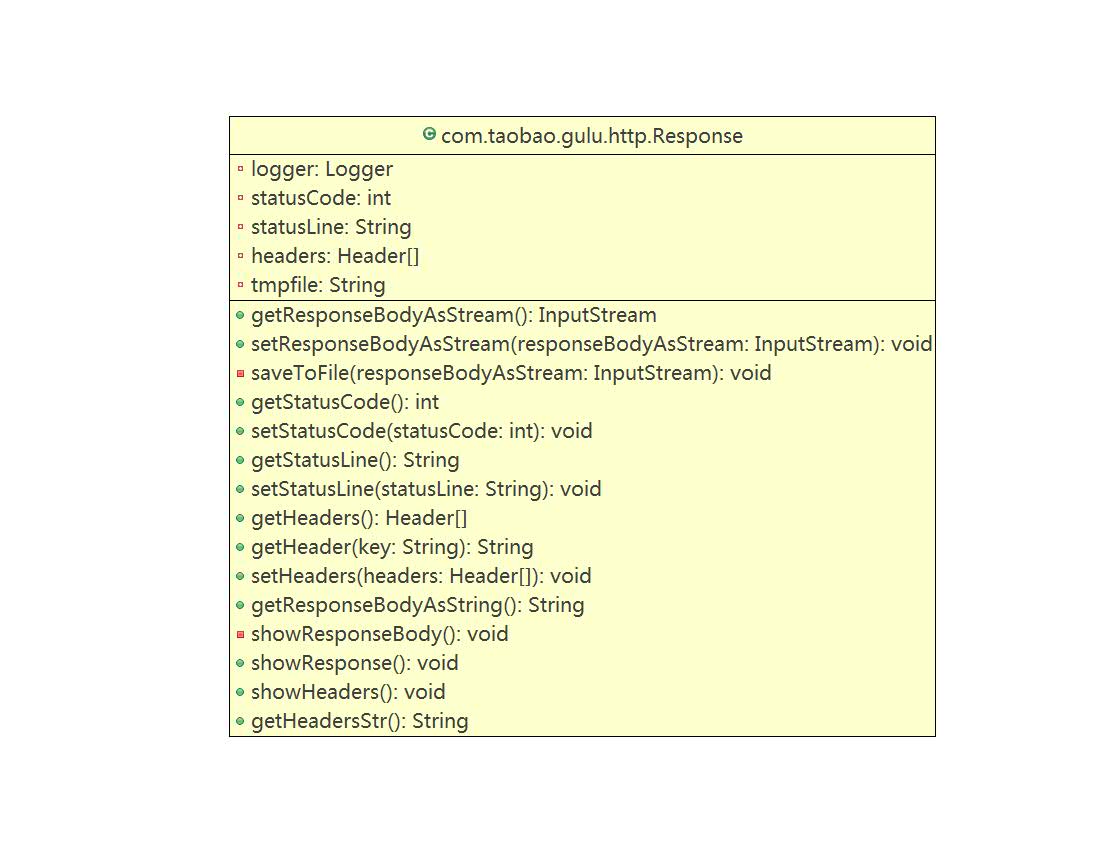 com.taobao.gulu.http.Response
logger: Logger
statusCode: int
statusLine: String
headers: Header[]
tmpfile: String
getResponseBodyAsStream(): InputStream
setResponseBodyAsStream(responseBodyAsStream: InputStream): void
saveToFile(responseBodyAsStream: InputStream): void
getStatusCode(): int
setStatusCode(statusCode: int): void
getStatusLine(): String
setStatusLine(statusLine: String): void
getHeaders(): Header[]
getHeader(key: String): String
setHeaders(headers: Header[]): void
getResponseBodyAsString(): String
showResponseBody(): void
showResponse(): void
showHeaders(): void
getHeadersStr(): String